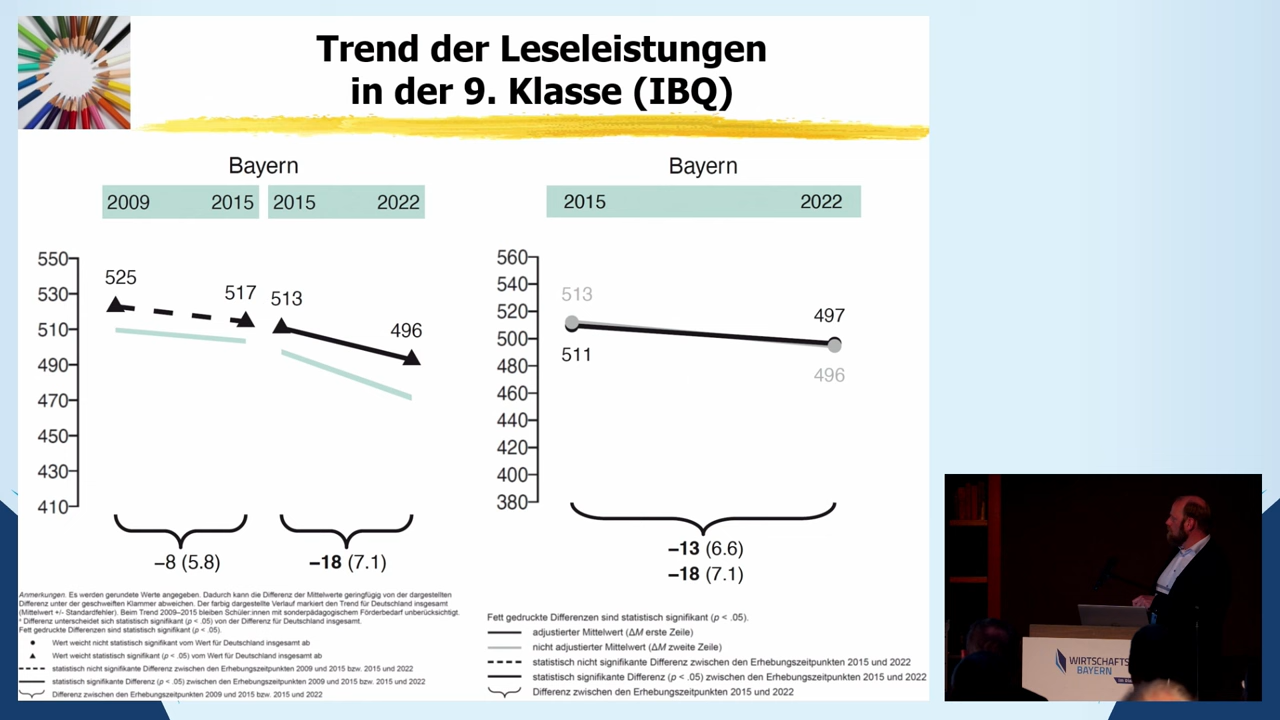 Trend der Leseleistungen
in der 9. Klasse (IBQ)
Bayern
2009 2015 2015 2022
550
530
510
490
470
450
430
410
525
517
513
496
–8 (5.8)
–18 (7.1)
Anmerkungen. Es werden gerundete Werte angegeben. Dadurch kann die Differenz der Mittelwerte geringfügig von der dargestellten
Differenz unter der geschweiften Klammer abweichen. Der farbig dargestellte Verlauf markiert den Trend für Deutschland insgesamt
(Mittelwert +/- Standardfehler). Beim Trend 2009–2015 bleiben Schüler:innen mit sonderpädagogischem Förderbedarf unberücksichtigt.
* Differenz unterscheidet sich statistisch signifikant (p < .05) von der Differenz für Deutschland insgesamt.
Fett gedruckte Differenzen sind statistisch signifikant (p < .05).
Wert weicht nicht statistisch signifikant vom Wert für Deutschland insgesamt ab
Wert weicht statistisch signifikant (p < .05) vom Wert für Deutschland insgesamt ab
statistisch nicht signifikante Differenz zwischen den Erhebungszeitpunkten 2009 und 2015 bzw. 2015 und 2022
statistisch signifikante Differenz (p < .05) zwischen den Erhebungszeitpunkten 2009 und 2015 bzw. 2015 und 2022
Differenz zwischen den Erhebungszeitpunkten 2009 und 2015 bzw. 2015 und 2022
Bayern
2015 2022
560
540
520
500
480
460
440
420
400
380
513
511
497
496
–13 (6.6)
–18 (7.1)
Fett gedruckte Differenzen sind statistisch signifikant (p < .05).
adjustierter Mittelwert (ΔM erste Zeile)
nicht adjustierter Mittelwert (ΔM zweite Zeile)
statistisch nicht signifikante Differenz zwischen den Erhebungszeitpunkten 2015 und 2022
statistisch signifikante Differenz (p < .05) zwischen den Erhebungszeitpunkten 2015 und 2022
Differenz zwischen den Erhebungszeitpunkten 2015 und 2022
WIRTSCHAFTS
BAYERN